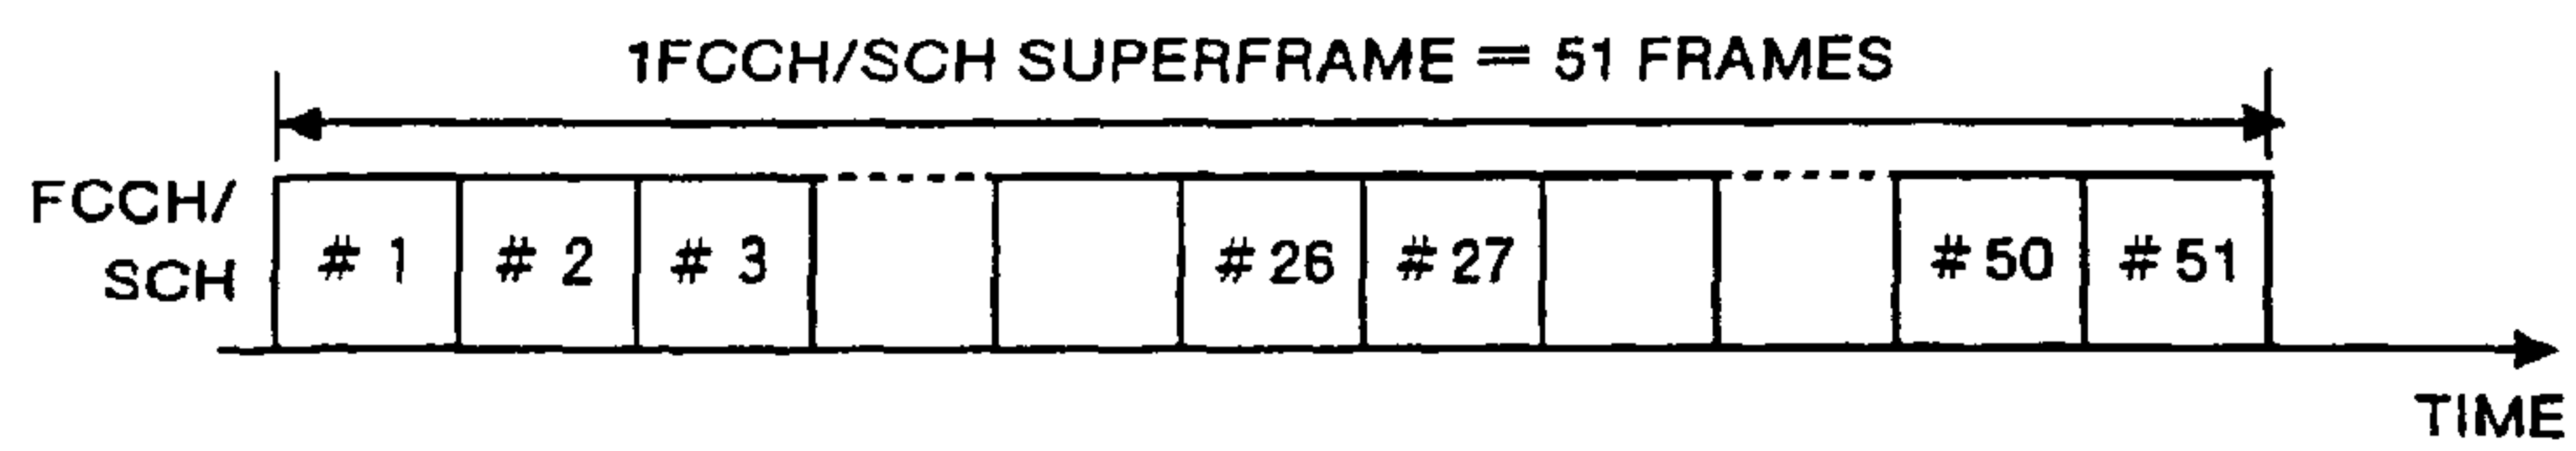 1FCCH/SCH SUPERFRAME = 51 FRAMES
FCCH/
SCH
# 1 # 2 # 3 # 26 # 27 # 50 # 51
TIME